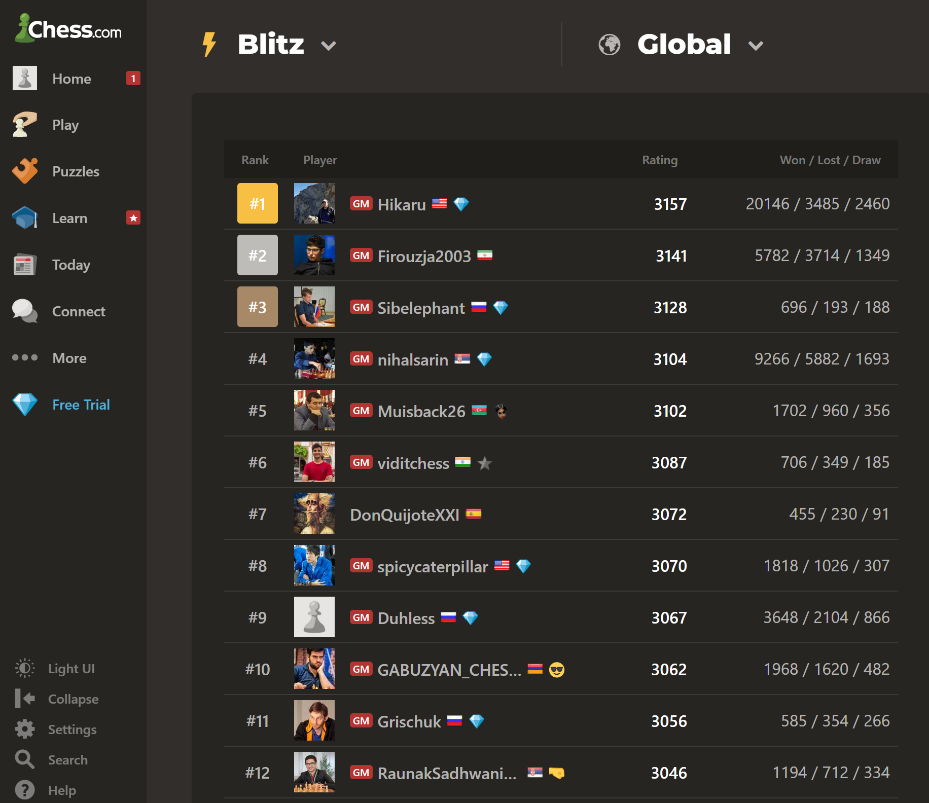 Chess.com
Blitz
Global
Home 1
Play
Puzzles
Learn
Today
Connect
More
Free Trial
Light UI
Collapse
Settings
Search
Help
Rank Player Rating Won / Lost / Draw
#1 GM Hikaru 3157 20146 / 3485 / 2460
#2 GM Firouzja2003 3141 5782 / 3714 / 1349
#3 GM Sibelephant 3128 696 / 193 / 188
#4 GM nihalsarin 3104 9266 / 5882 / 1693
#5 GM Muisback26 3102 1702 / 960 / 356
#6 GM viditchess 3087 706 / 349 / 185
#7 DonQuijoteXXI 3072 455 / 230 / 91
#8 GM spicycaterpillar 3070 1818 / 1026 / 307
#9 GM Duhless 3067 3648 / 2104 / 866
#10 GM GABUZYAN_CHES... 3062 1968 / 1620 / 482
#11 GM Grischuk 3056 585 / 354 / 266
#12 GM RaunakSadhwani... 3046 1194 / 712 / 334